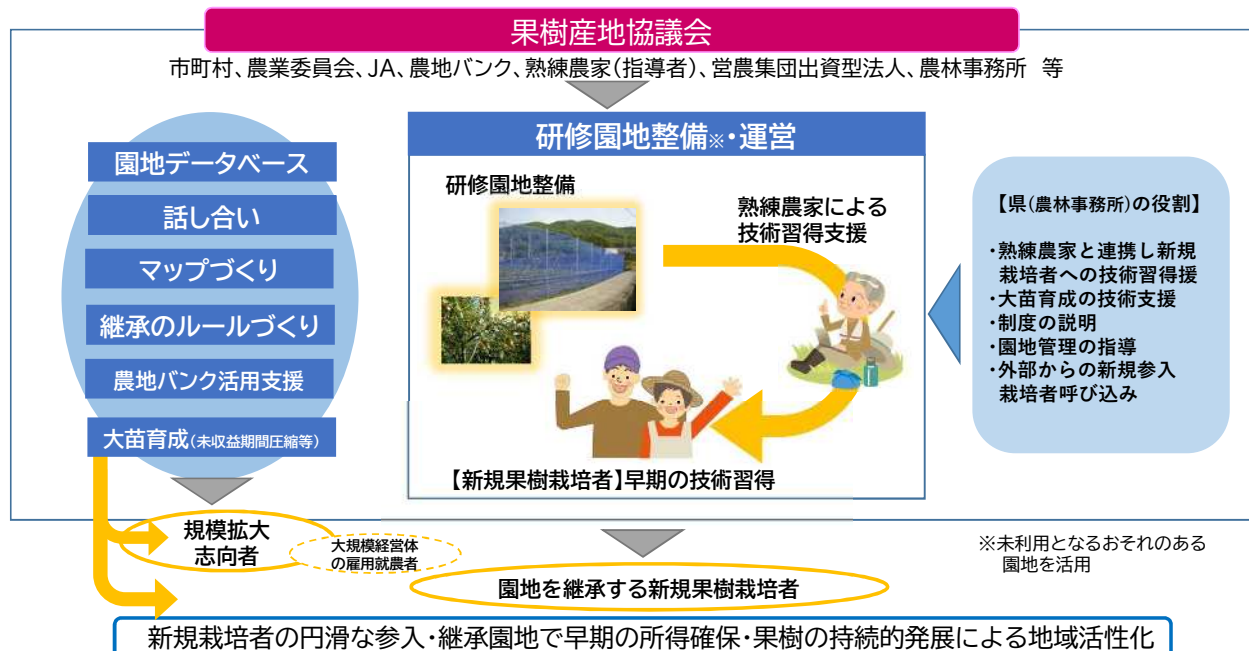 果樹産地協議会
市町村、農業委員会、JA、農地バンク、熟練農家(指導者)、営農集団出資型法人、農林事務所 等
園地データベース
話し合い
マップづくり
継承のルールづくり
農地バンク活用支援
大苗育成(未収益期間圧縮等)
研修園地整備※・運営
研修園地整備
熟練農家による
技術習得支援
【新規果樹栽培者】早期の技術習得
【県(農林事務所)の役割】
・熟練農家と連携し新規
栽培者への技術習得援
・大苗育成の技術支援
・制度の説明
・園地管理の指導
・外部からの新規参入
栽培者呼び込み
規模拡大
志向者
大規模経営体
の雇用就農者
園地を継承する新規果樹栽培者
※未利用となるおそれのある
園地を活用
新規栽培者の円滑な参入・継承園地で早期の所得確保・果樹の持続的発展による地域活性化